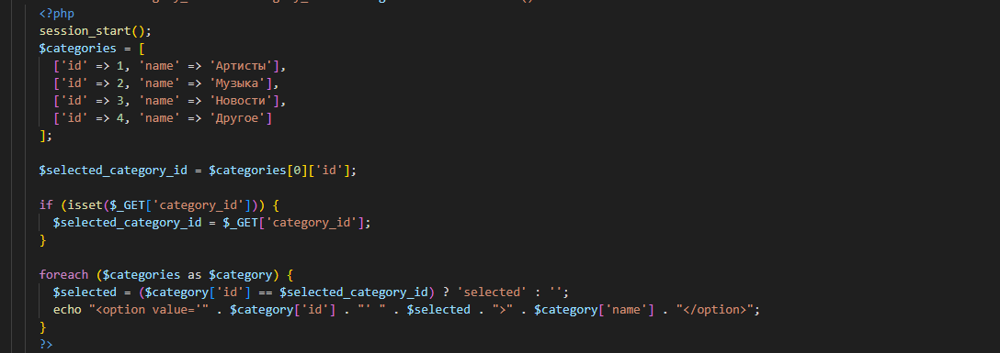 <?php
session_start();
$categories = [
['id' => 1, 'name' => 'Артисты'],
['id' => 2, 'name' => 'Музыка'],
['id' => 3, 'name' => 'Новости'],
['id' => 4, 'name' => 'Другое']
];
$selected_category_id = $categories[0]['id'];
if (isset($_GET['category_id'])) {
$selected_category_id = $_GET['category_id'];
}
foreach ($categories as $category) {
$selected = ($category['id'] == $selected_category_id) ? 'selected' : '';
echo "<option value='" . $category['id'] . "' " . $selected . ">" . $category['name'] . "</option>";
}
?>